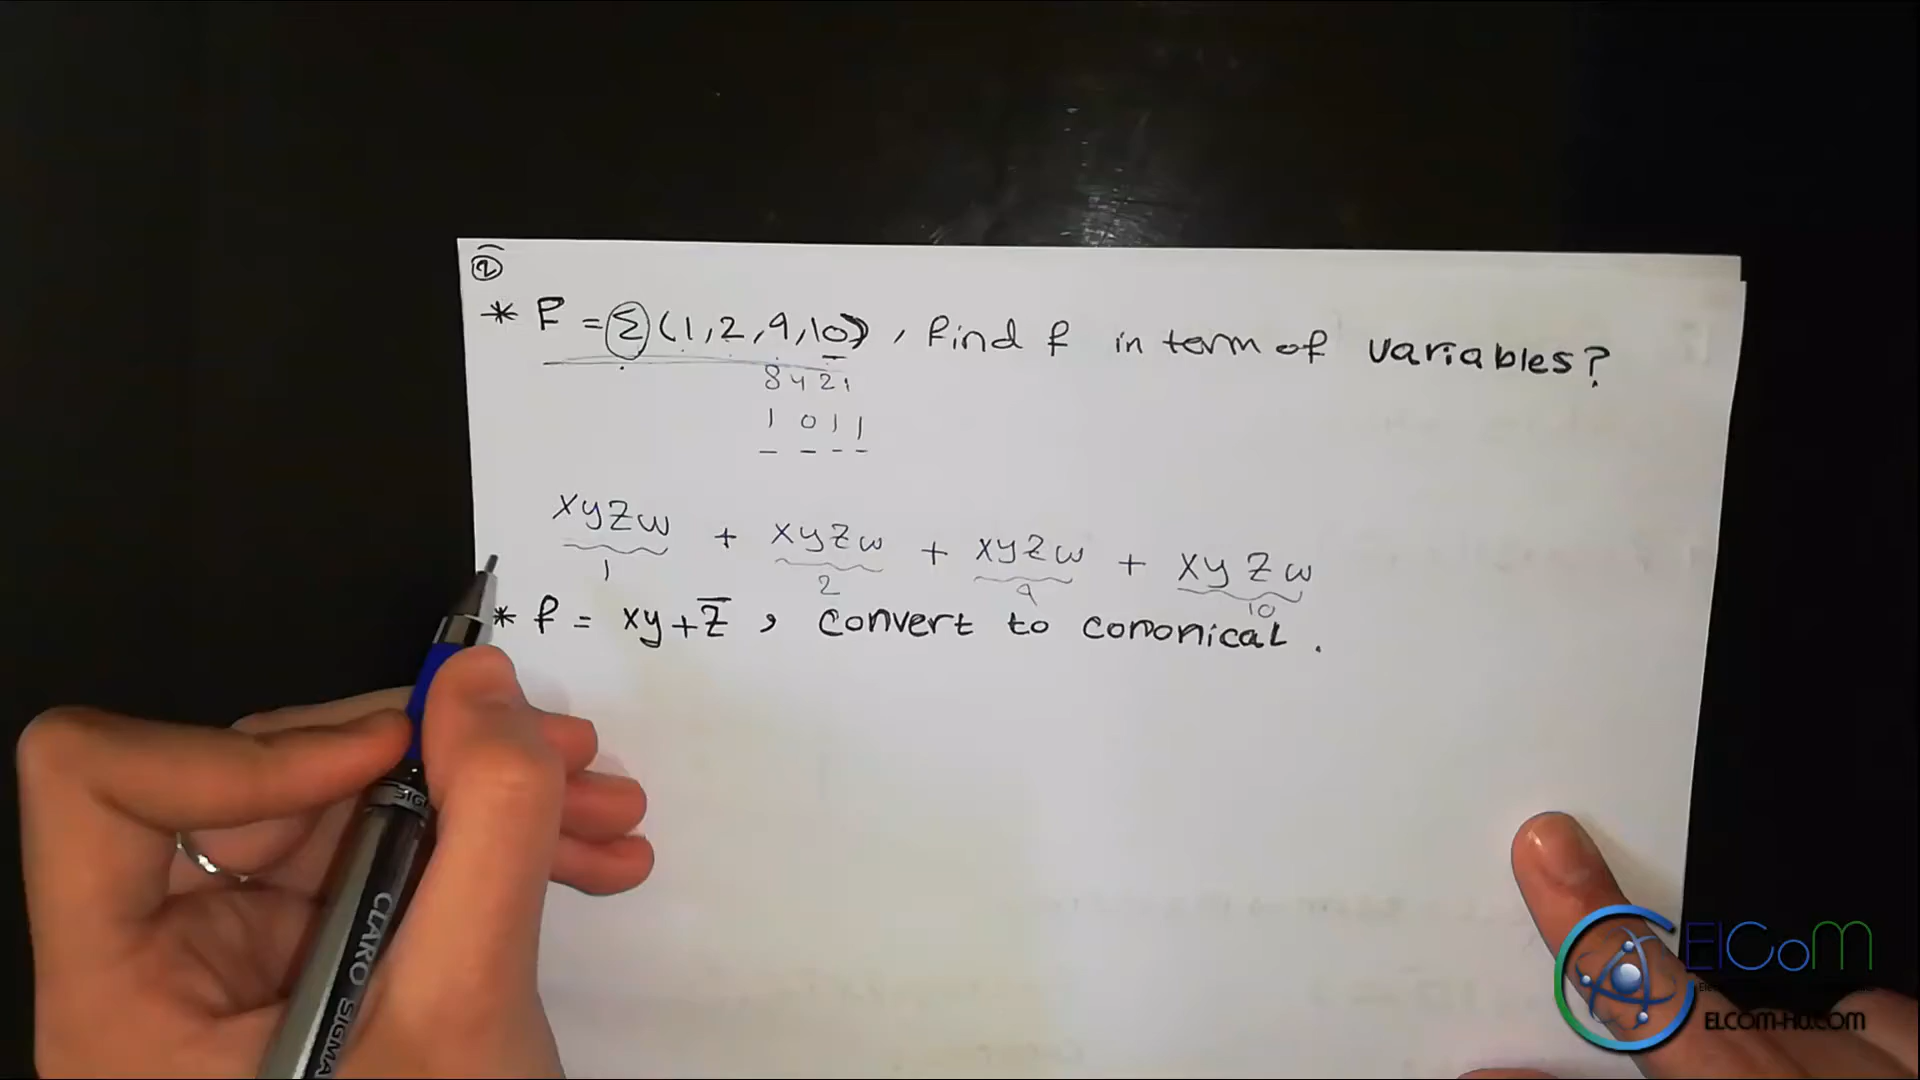 2
* F = Σ (1,2,9,10) , find f in term of variables?
8 4 2 1
1 0 1 1
xyzw + xyzw + xyzw + xyzw
1 2 9 10
* f = xy + z̅ , convert to cononical .
CLARO SIGMA
ElCoM
ELCOM-HU.COM